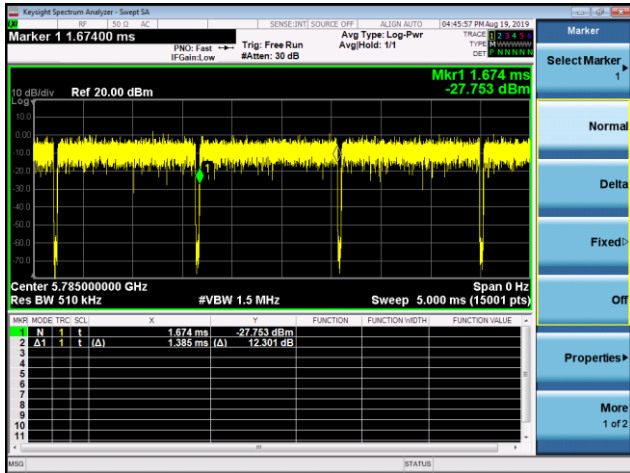 Keysight Spectrum Analyzer - Swept SA
RF 50 Ω AC SENSE:INT SOURCE OFF ALIGN AUTO 04:45:57 PM Aug 19, 2019
Marker 1 1.67400 ms
PNO: Fast
IFGain:Low
Trig: Free Run
#Atten: 30 dB
Avg Type: Log-Pwr
Avg|Hold: 1/1
TRACE 1 2 3 4 5 6
TYPE M WWWWW
DET P N N N N N
Mkr1 1.674 ms
-27.753 dBm
10 dB/div Ref 20.00 dBm
Log
10.0
0.00
-10.0
-20.0
-30.0
-40.0
-50.0
-60.0
-70.0
1
Center 5.785000000 GHz Span 0 Hz
Res BW 510 kHz #VBW 1.5 MHz Sweep 5.000 ms (15001 pts)
MKR MODE TRC SCL X Y FUNCTION FUNCTION WIDTH FUNCTION VALUE
1 N 1 t 1.674 ms -27.753 dBm
2 Δ1 1 t (Δ) 1.385 ms (Δ) 12.301 dB
3
4
5
6
7
8
9
10
11
MSG STATUS
Marker
Select Marker
1
Normal
Delta
Fixed
Off
Properties
More
1 of 2